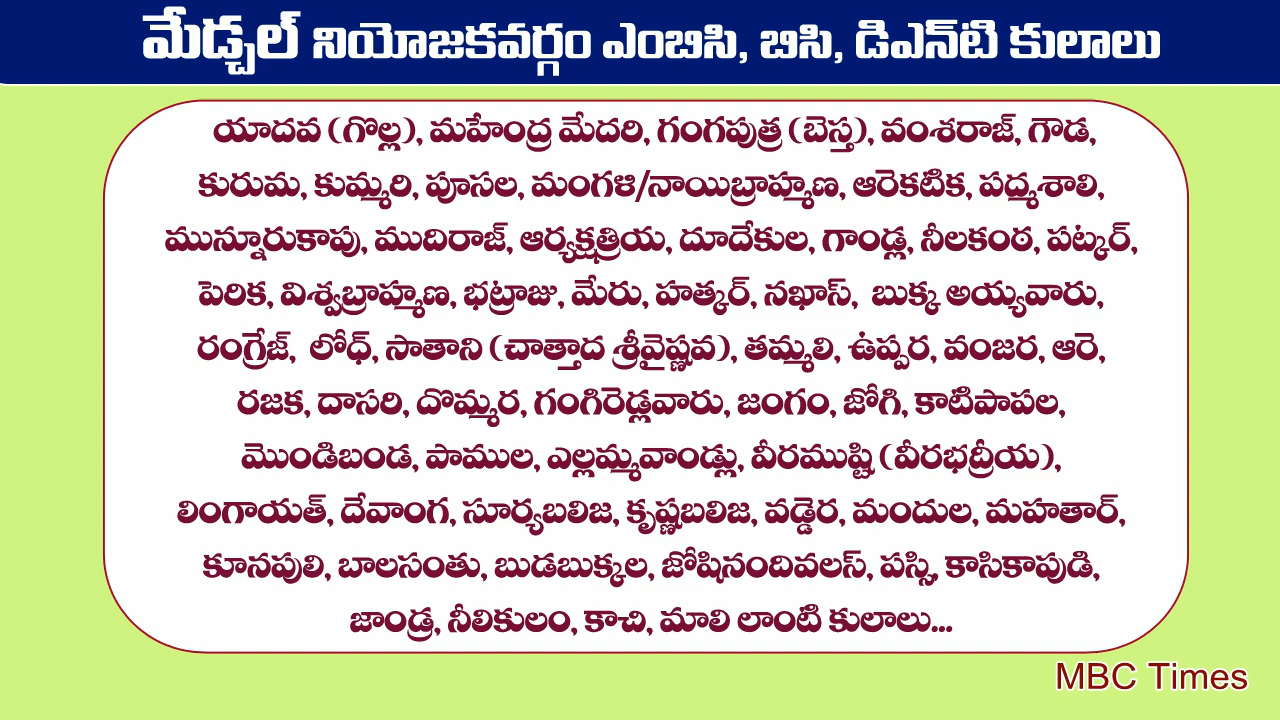 మేడ్చల్ నియోజకవర్గం ఎంబిసి, బిసి, డిఎన్‌టి కులాలు
యాదవ (గొల్ల), మహేంద్ర మేదరి, గంగపుత్ర (బెస్త), వంశరాజ్, గౌడ,
కురుమ, కుమ్మరి, పూసల, మంగళి/నాయిబ్రాహ్మణ, ఆరెకటిక, పద్మశాలి,
మున్నూరుకాపు, ముదిరాజ్, ఆర్యక్షత్రియ, దూదేకుల, గాండ్ల, నీలకంఠ, పట్కర్,
పెరిక, విశ్వబ్రాహ్మణ, భట్రాజు, మేరు, హత్కర్, నఖాస్, బుక్క అయ్యవారు,
రంగ్రేజ్, లోధ్, సాతాని (చాత్తాద శ్రీవైష్ణవ), తమ్మలి, ఉప్పర, వంజర, ఆరె,
రజక, దాసరి, దొమ్మర, గంగిరెడ్లవారు, జంగం, జోగి, కాటిపాపల,
మొండిబండ, పాముల, ఎల్లమ్మవాండ్లు, వీరముష్టి (వీరభద్రీయ),
లింగాయత్, దేవాంగ, సూర్యబలిజ, కృష్ణబలిజ, వడ్డెర, మందుల, మహతార్,
కూనపులి, బాలసంతు, బుడబుక్కల, జోషినందివలస్, పస్సి, కాసికాపుడి,
జాండ్ర, నీలికులం, కాచి, మాలి లాంటి కులాలు...
MBC Times